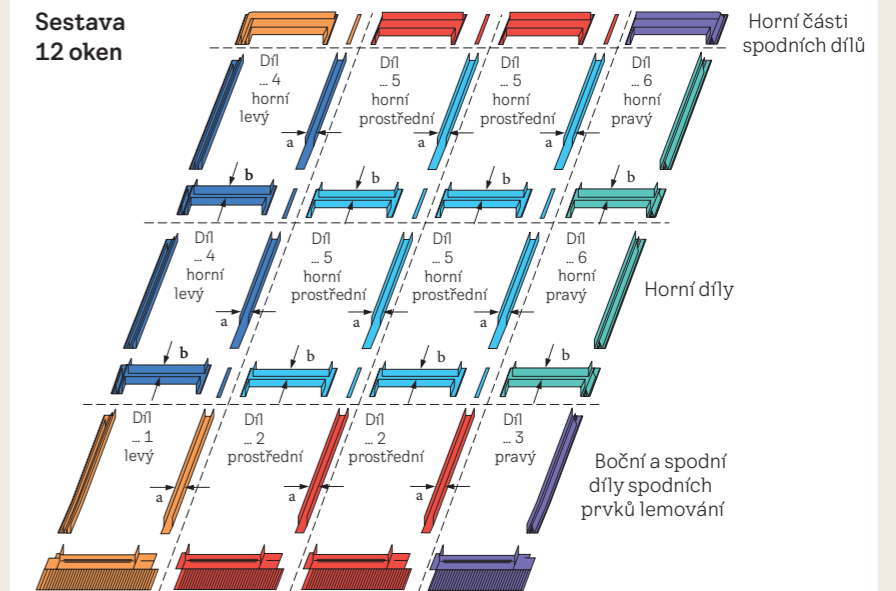 Sestava
12 oken
Horní části
spodních dílů
Díl
... 4
horní
levý
Díl
... 5
horní
prostřední
Díl
... 5
horní
prostřední
Díl
... 6
horní
pravý
a
a
a
b
b
b
b
Díl
... 4
horní
levý
Díl
... 5
horní
prostřední
Díl
... 5
horní
prostřední
Díl
... 6
horní
pravý
Horní díly
a
a
a
b
b
b
b
Díl
... 1
levý
Díl
... 2
prostřední
Díl
... 2
prostřední
Díl
... 3
pravý
Boční a spodní
díly spodních
prvků lemování
a
a
a